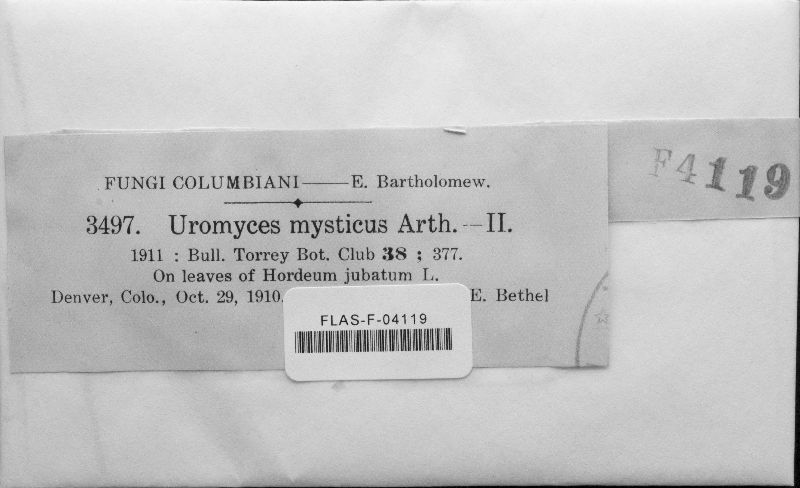 FUNGI COLUMBIANI—E. Bartholomew.
F4119
3497. Uromyces mysticus Arth.—II.
1911 : Bull. Torrey Bot. Club 38 : 377.
On leaves of Hordeum jubatum L.
Denver, Colo., Oct. 29, 1910. E. Bethel
FLAS-F-04119